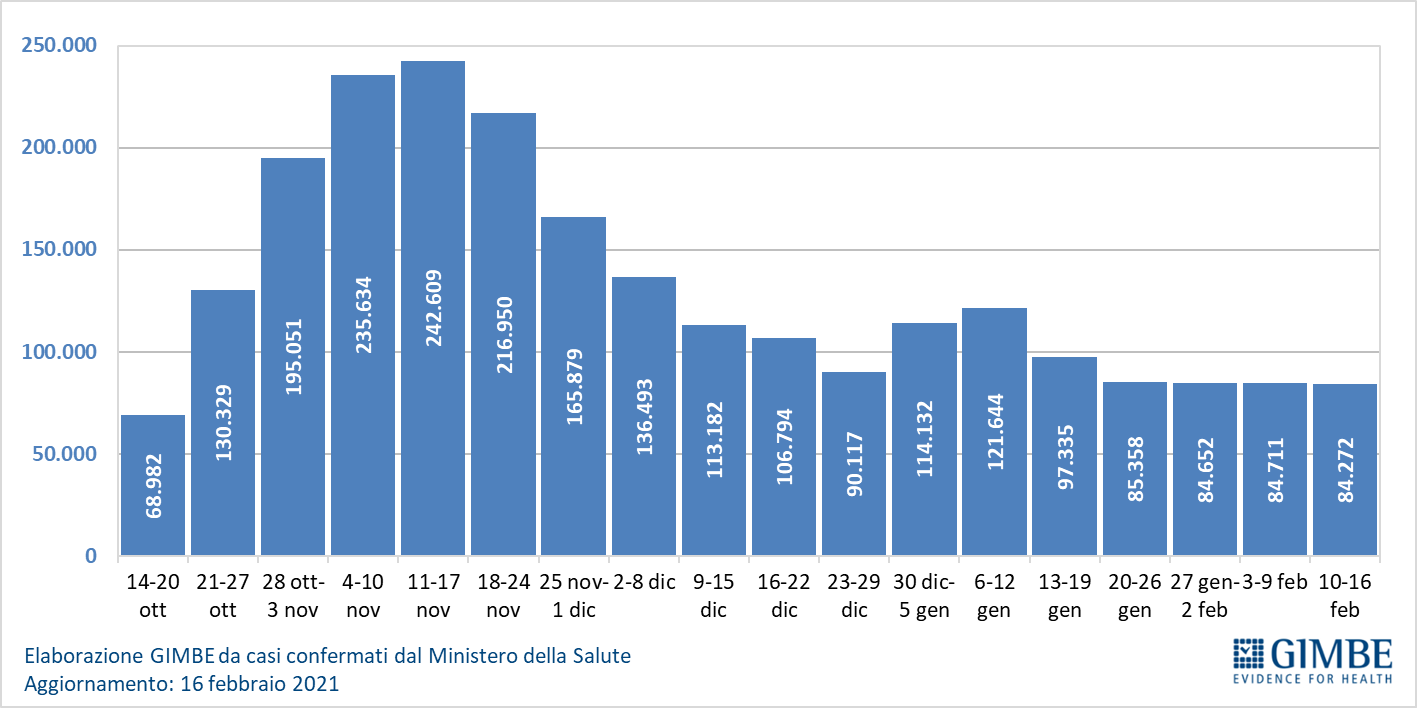 250.000
200.000
150.000
100.000
50.000
0
68.982
130.329
195.051
235.634
242.609
216.950
165.879
136.493
113.182
106.794
90.117
114.132
121.644
97.335
85.358
84.652
84.711
84.272
14-20
ott
21-27
ott
28 ott-
3 nov
4-10
nov
11-17
nov
18-24
nov
25 nov-
1 dic
2-8 dic
9-15
dic
16-22
dic
23-29
dic
30 dic-
5 gen
6-12
gen
13-19
gen
20-26
gen
27 gen-
2 feb
3-9 feb
10-16
feb
Elaborazione GIMBE da casi confermati dal Ministero della Salute
Aggiornamento: 16 febbraio 2021
GIMBE
EVIDENCE FOR HEALTH